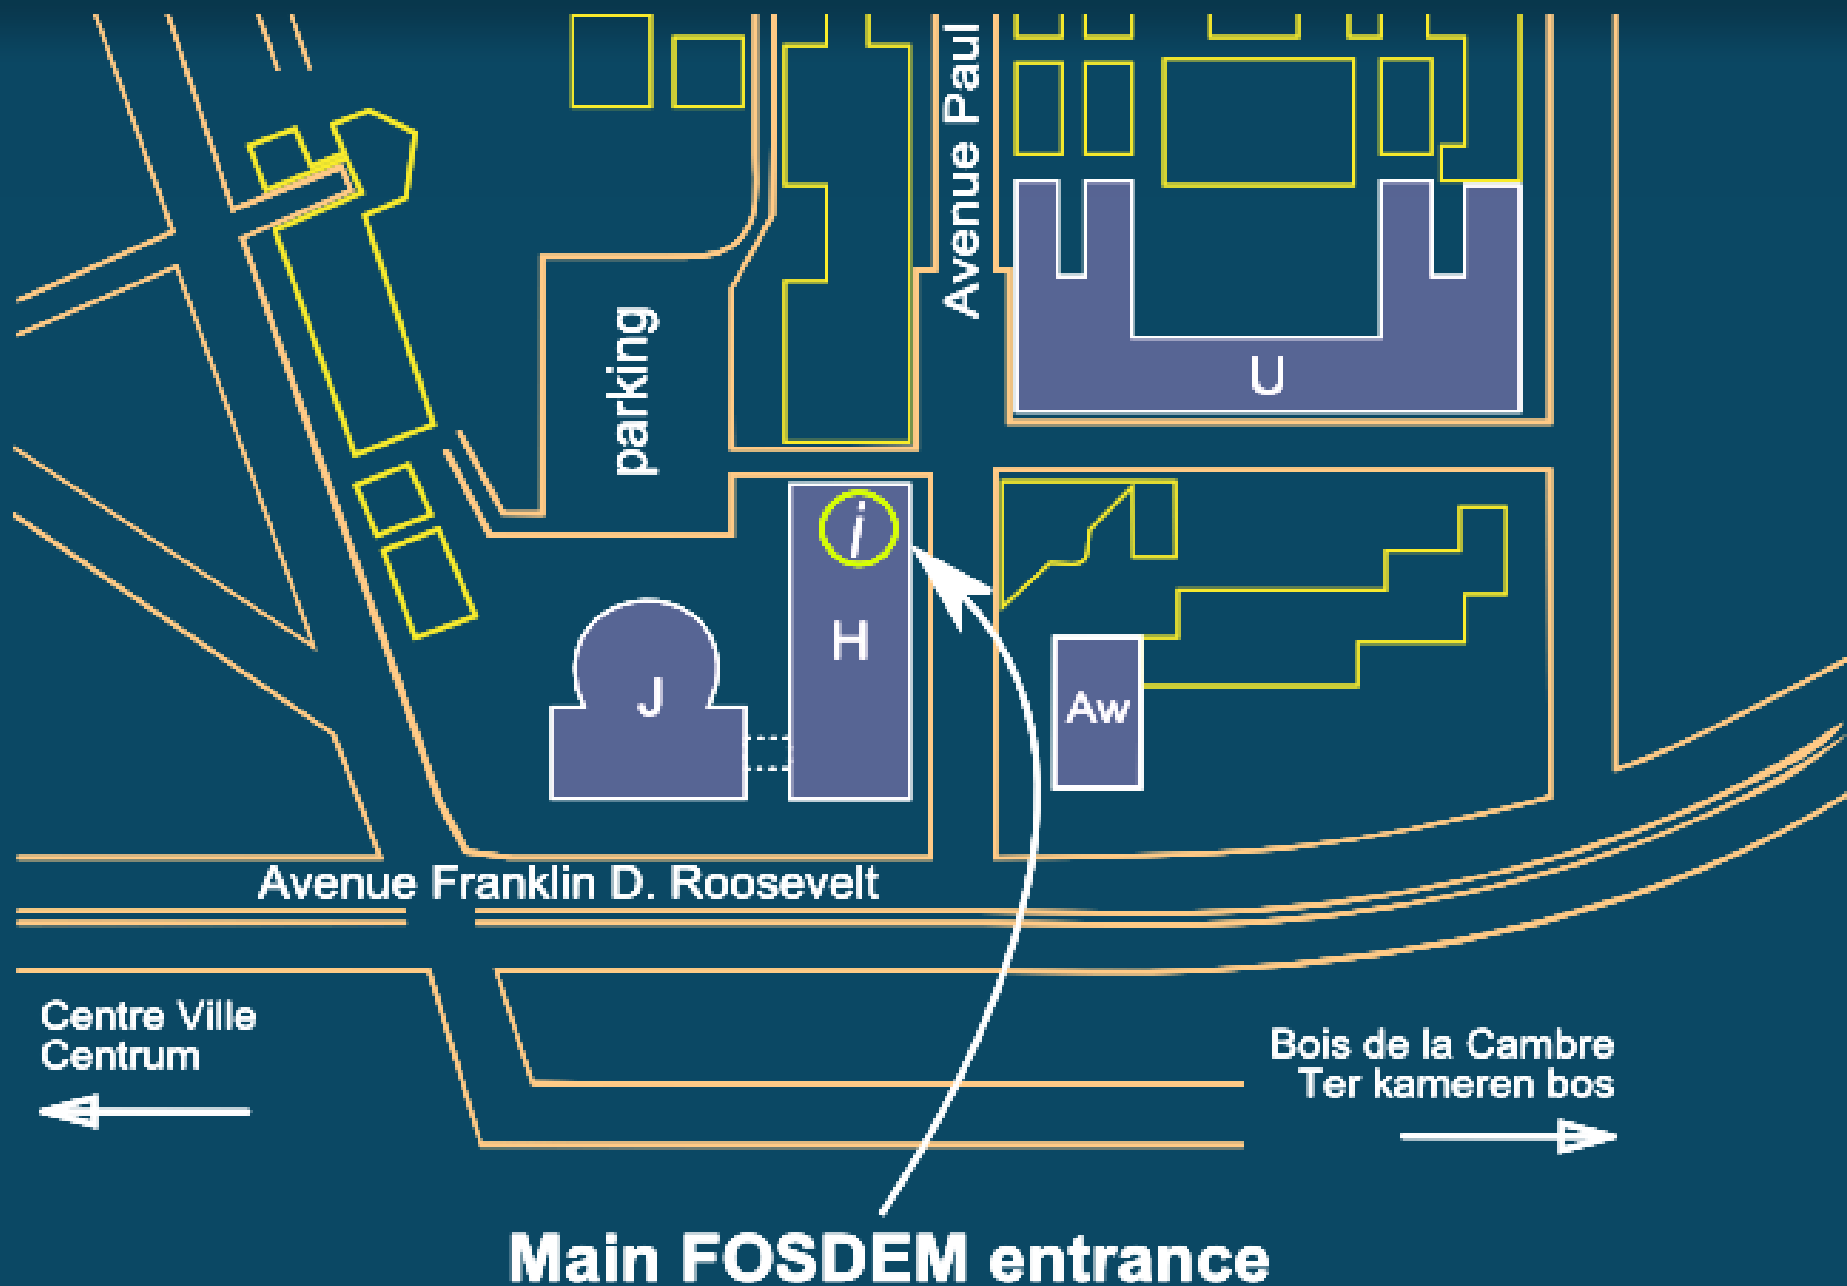 Avenue Paul
parking
U
i
H
J
Aw
Avenue Franklin D. Roosevelt
Centre Ville
Centrum
Bois de la Cambre
Ter kameren bos
Main FOSDEM entrance